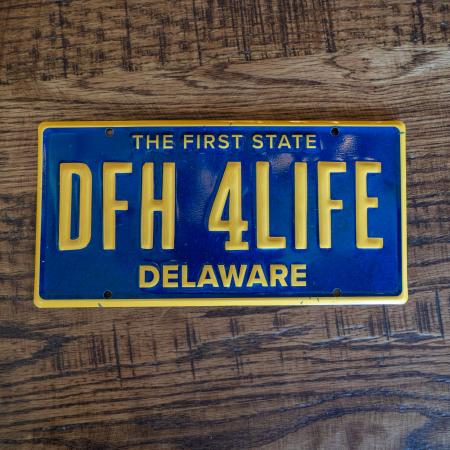 THE FIRST STATE
DFH 4LIFE
DELAWARE